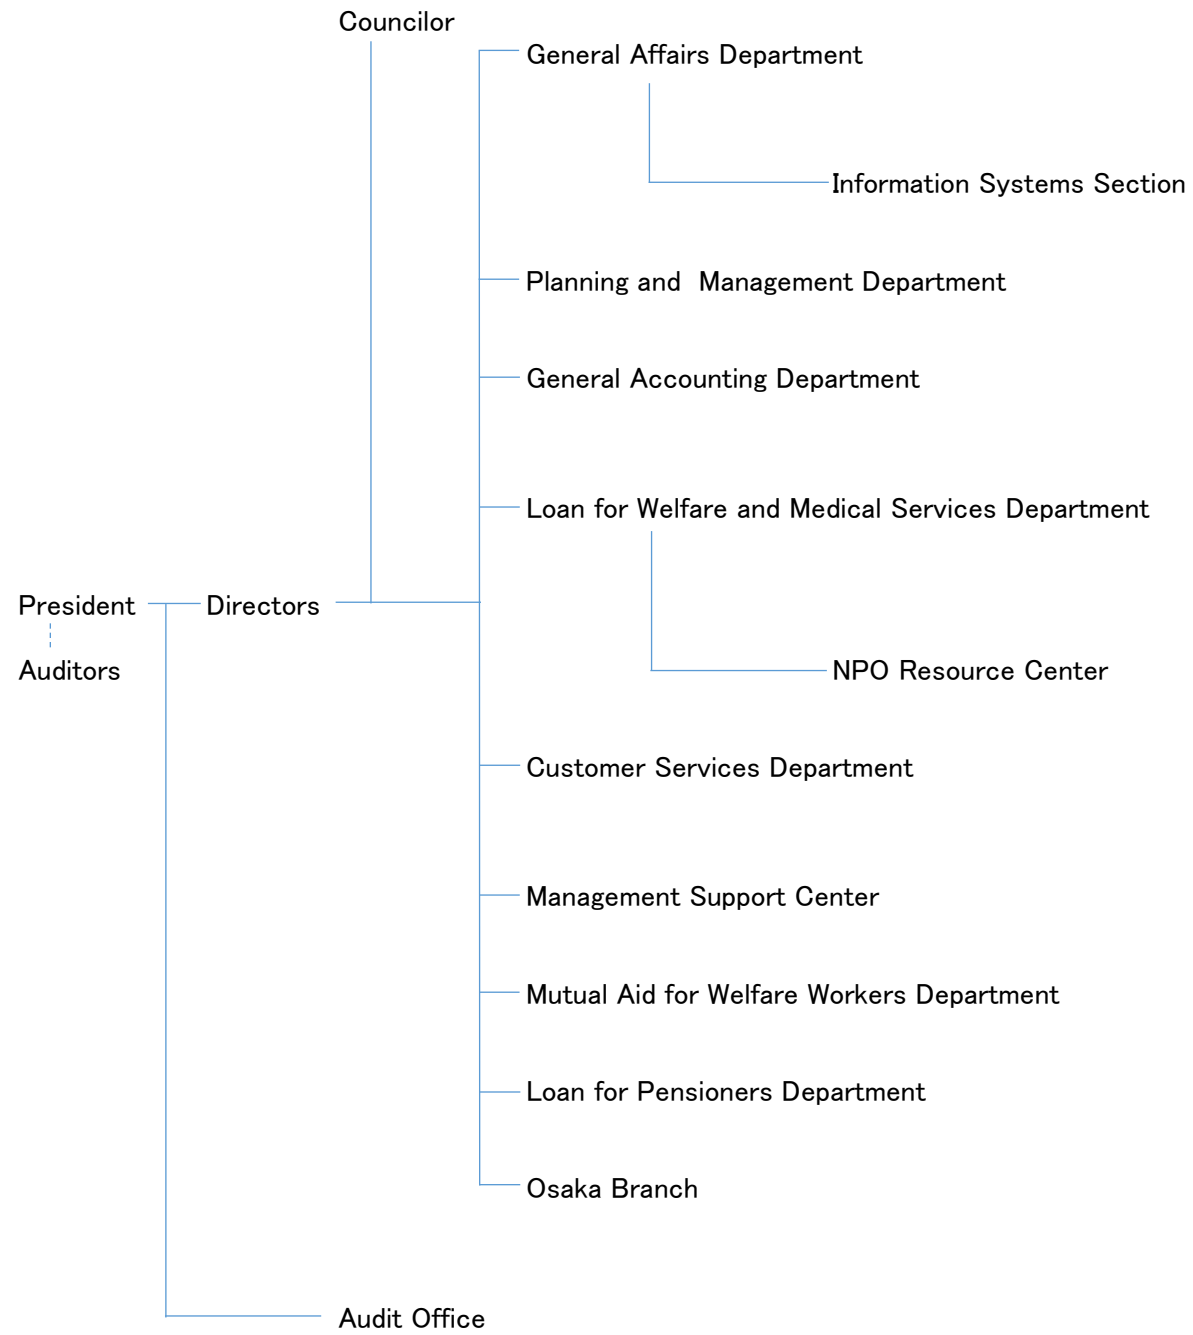 Councilor
General Affairs Department
Information Systems Section
Planning and  Management Department
General Accounting Department
Loan for Welfare and Medical Services Department
President
Directors
Auditors
NPO Resource Center
Customer Services Department
Management Support Center
Mutual Aid for Welfare Workers Department
Loan for Pensioners Department
Osaka Branch
Audit Office